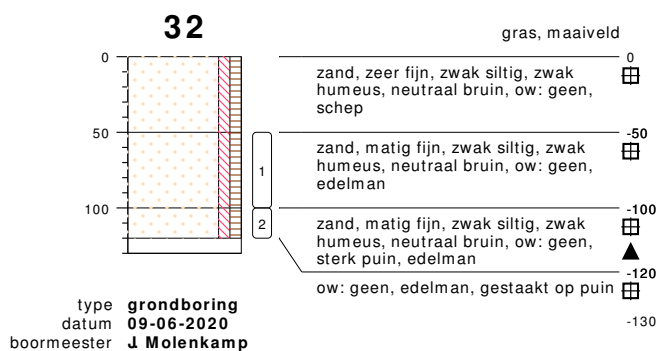 32
gras, maaiveld
0
0
zand, zeer fijn, zwak siltig, zwak
humeus, neutraal bruin, ow: geen,
schep
50
-50
zand, matig fijn, zwak siltig, zwak
humeus, neutraal bruin, ow: geen,
edelman
1
100
-100
2
zand, matig fijn, zwak siltig, zwak
humeus, neutraal bruin, ow: geen,
sterk puin, edelman
-120
ow: geen, edelman, gestaakt op puin
-130
type grondboring
datum 09-06-2020
boormeester J. Molenkamp